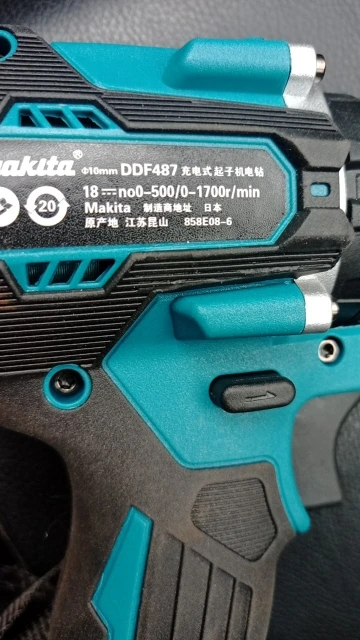 makita®
Φ10mm DDF487 充电式起子机电钻
18⎓no0-500/0-1700r/min
Makita 制造商地址 日本
原产地 江苏昆山 858E08-6
20